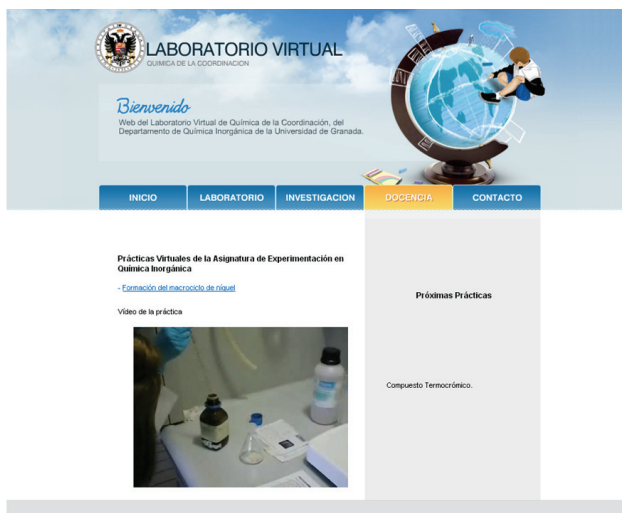 LABORATORIO VIRTUAL
QUIMICA DE LA COORDINACION
Bienvenido
Web del Laboratorio Virtual de Química de la Coordinación, del
Departamento de Química Inorgánica de la Universidad de Granada.
INICIO
LABORATORIO
INVESTIGACION
DOCENCIA
CONTACTO
Prácticas Virtuales de la Asignatura de Experimentación en
Química Inorgánica
- Formación del macrociclo de níquel
Vídeo de la práctica
Próximas Prácticas
Compuesto Termocrómico.